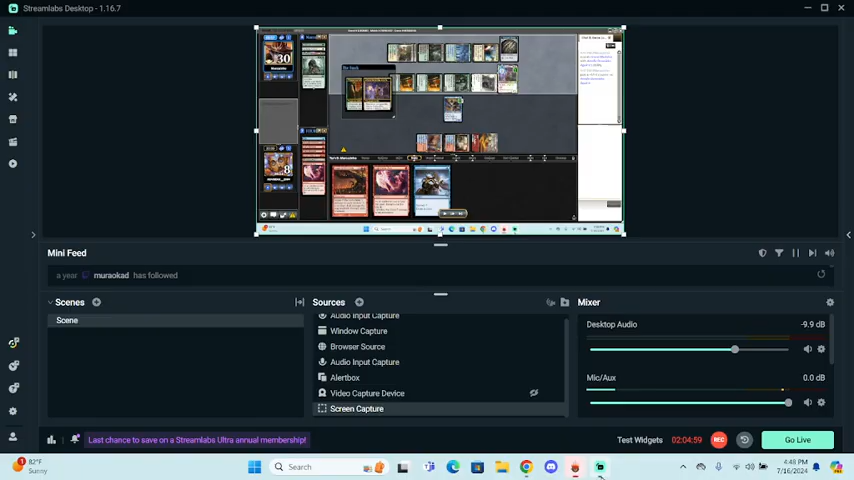 Streamlabs Desktop - 1.16.7
30
8
Mini Feed
a year muraokad has followed
Scenes
Sources
Mixer
Scene
Audio Input Capture
Window Capture
Browser Source
Audio Input Capture
Alertbox
Video Capture Device
Screen Capture
Desktop Audio
-9.9 dB
Mic/Aux
0.0 dB
Last chance to save on a Streamlabs Ultra annual membership!
Test Widgets
02:04:59
REC
Go Live
82°F
Sunny
Search
4:48 PM
7/16/2024